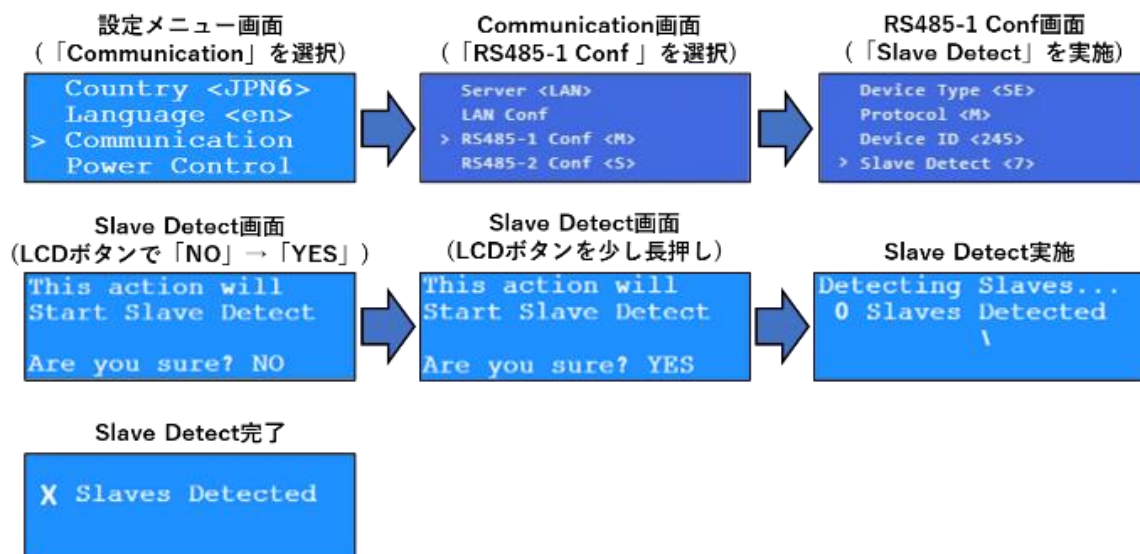 設定メニュー画面
(「Communication」を選択)
Country <JPN6>
Language <en>
> Communication
Power Control
Communication画面
(「RS485-1 Conf 」を選択)
Server <LAN>
LAN Conf
> RS485-1 Conf <M>
RS485-2 Conf <S>
RS485-1 Conf画面
(「Slave Detect」を実施)
Device Type <SE>
Protocol <M>
Device ID <245>
> Slave Detect <7>
Slave Detect画面
(LCDボタンで「NO」→「YES」)
This action will
Start Slave Detect
Are you sure? NO
Slave Detect画面
(LCDボタンを少し長押し)
This action will
Start Slave Detect
Are you sure? YES
Slave Detect実施
Detecting Slaves...
0 Slaves Detected
\
Slave Detect完了
X Slaves Detected